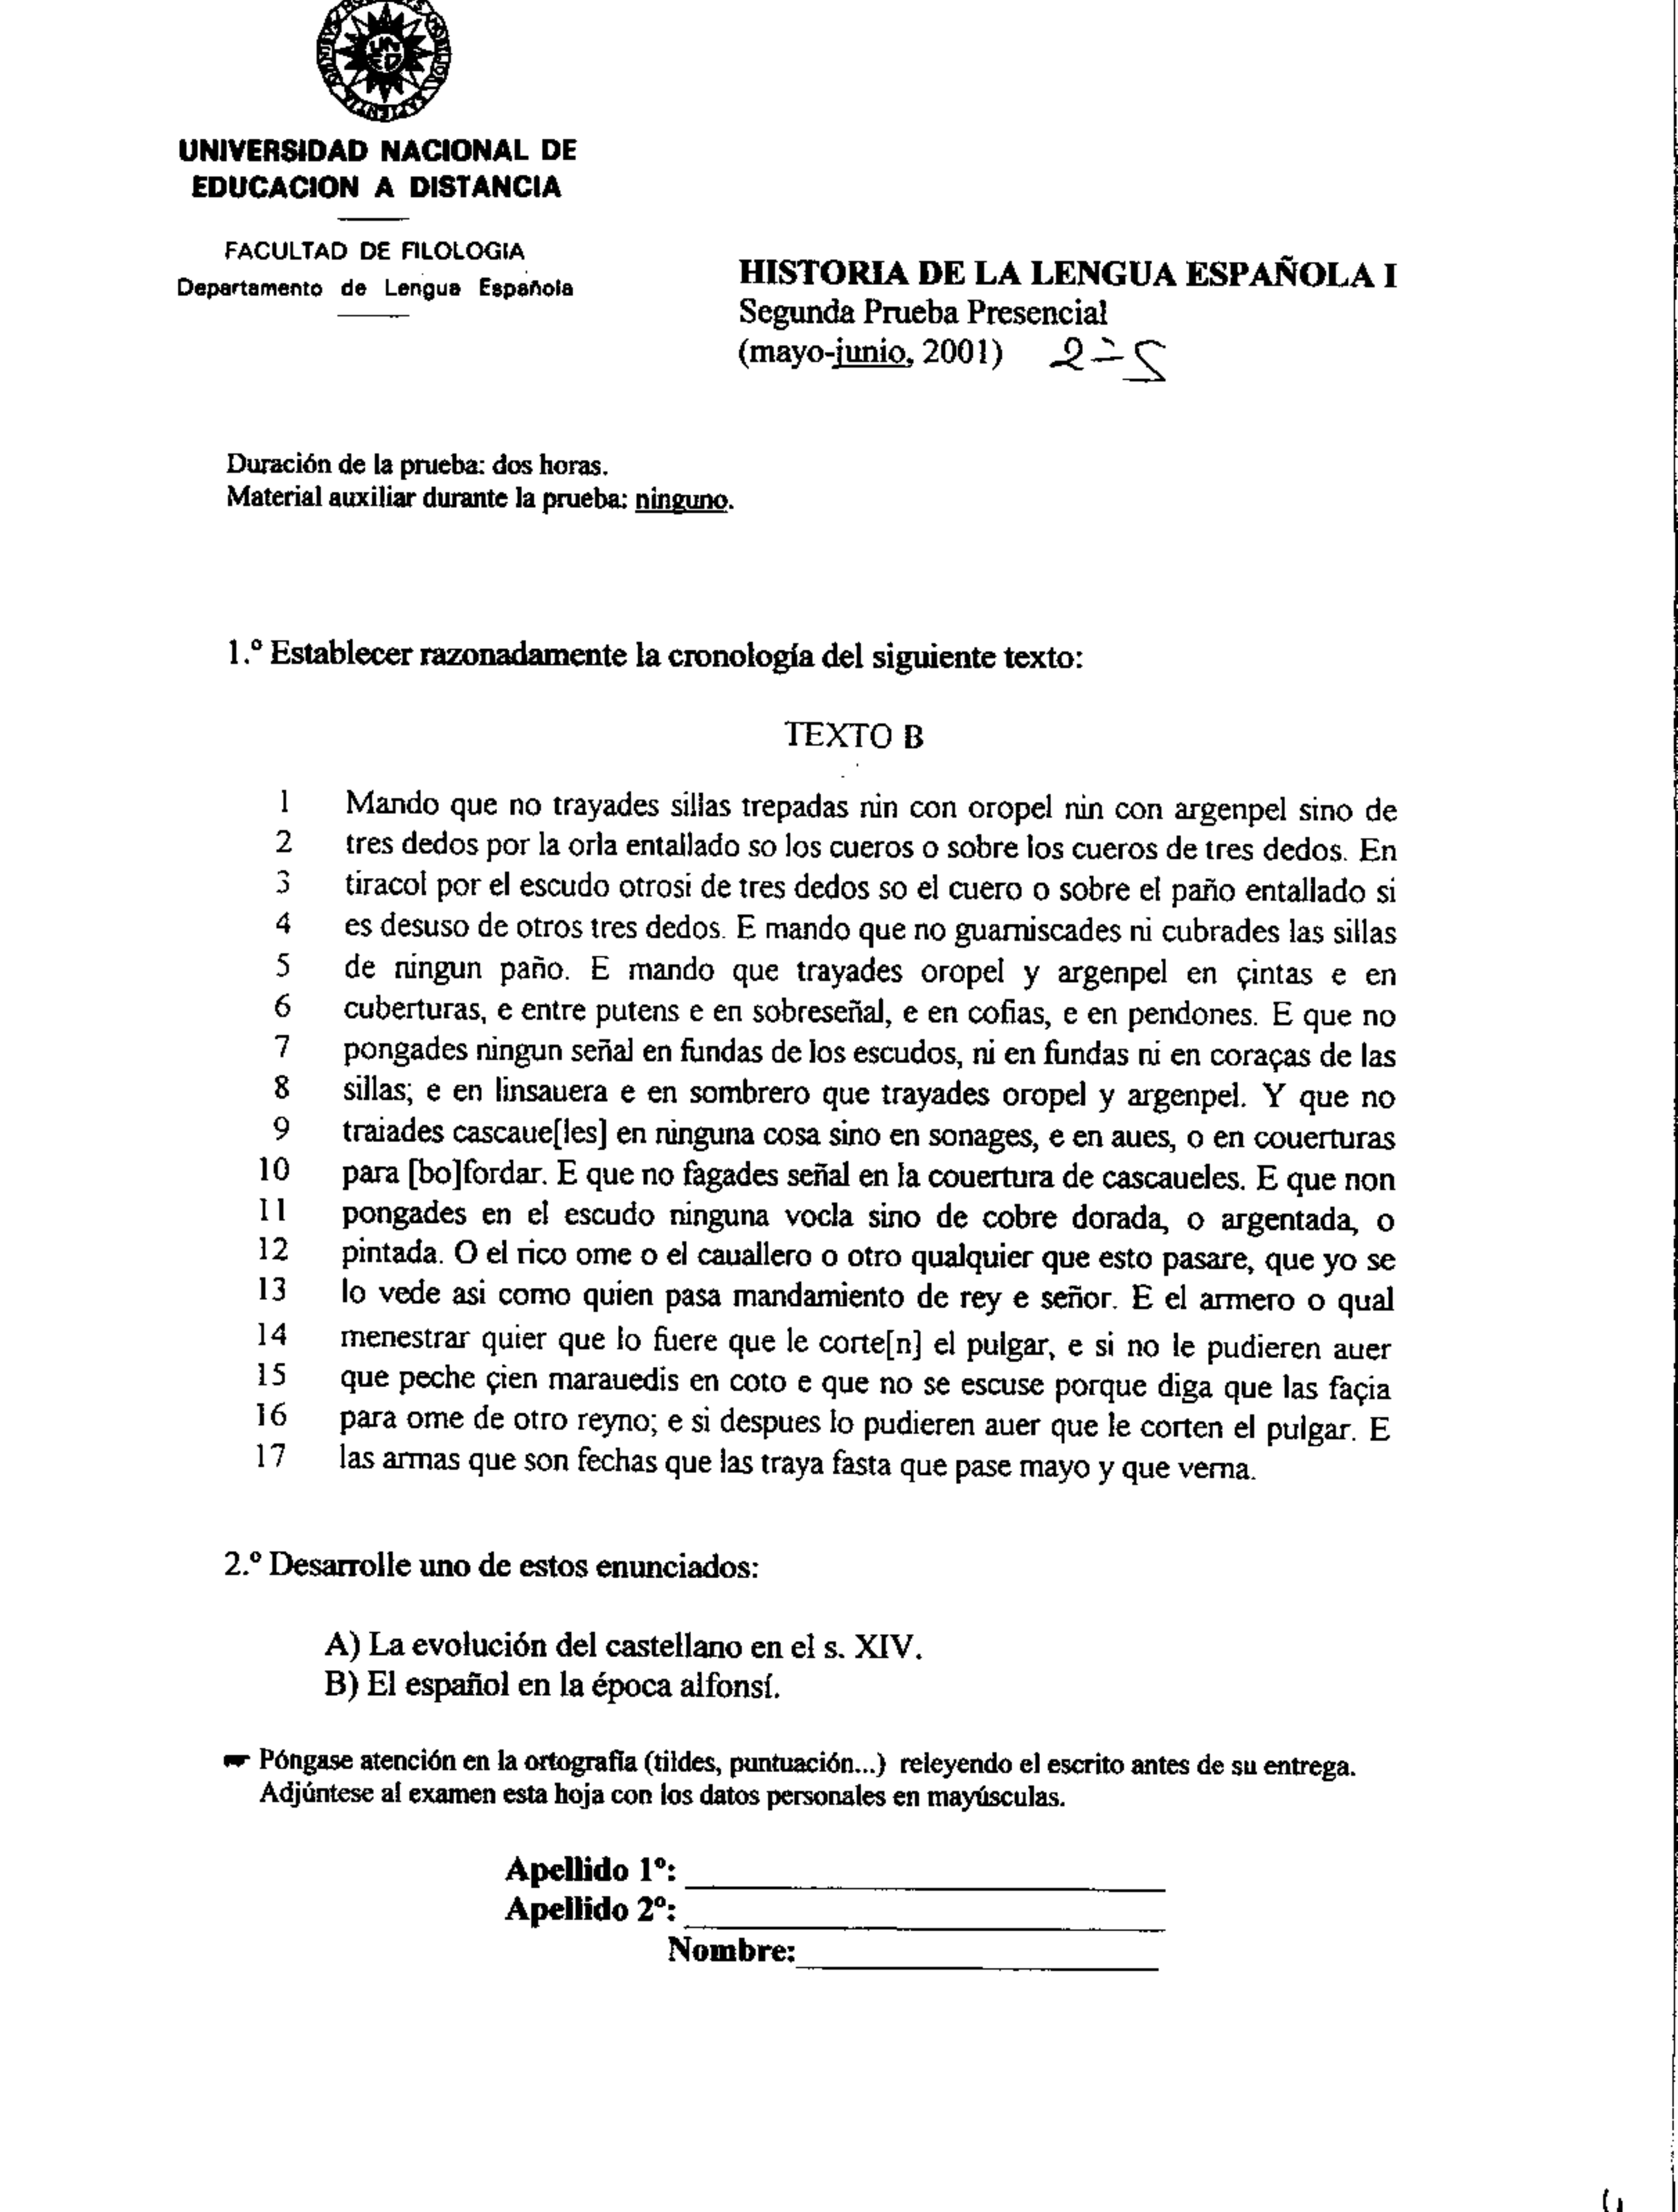 UNIVERSIDAD NACIONAL DE
EDUCACION A DISTANCIA
FACULTAD DE FILOLOGIA
Departamento de Lengua Española
HISTORIA DE LA LENGUA ESPAÑOLA I
Segunda Prueba Presencial
(mayo-junio, 2001)
Duración de la prueba: dos horas.
Material auxiliar durante la prueba: ninguno.
1.º Establecer razonadamente la cronología del siguiente texto:
TEXTO B
1 Mando que no trayades sillas trepadas nin con oropel nin con argenpel sino de
2 tres dedos por la orla entallado so los cueros o sobre los cueros de tres dedos. En
3 tiracol por el escudo otrosi de tres dedos so el cuero o sobre el paño entallado si
4 es desuso de otros tres dedos. E mando que no guarniscades ni cubrades las sillas
5 de ningun paño. E mando que trayades oropel y argenpel en çintas e en
6 cuberturas, e entre putens e en sobreseñal, e en cofias, e en pendones. E que no
7 pongades ningun señal en fundas de los escudos, ni en fundas ni en coraças de las
8 sillas; e en linsauera e en sombrero que trayades oropel y argenpel. Y que no
9 traiades cascaue[les] en ninguna cosa sino en sonages, e en aues, o en couerturas
10 para [bo]fordar. E que no fagades señal en la couertura de cascaueles. E que non
11 pongades en el escudo ninguna vocla sino de cobre dorada, o argentada, o
12 pintada. O el rico ome o el cauallero o otro qualquier que esto pasare, que yo se
13 lo vede asi como quien pasa mandamiento de rey e señor. E el armero o qual
14 menestrar quier que lo fuere que le corte[n] el pulgar, e si no le pudieren auer
15 que peche çien marauedis en coto e que no se escuse porque diga que las façia
16 para ome de otro reyno; e si despues lo pudieren auer que le corten el pulgar. E
17 las armas que son fechas que las traya fasta que pase mayo y que verna.
2.º Desarrolle uno de estos enunciados:
A) La evolución del castellano en el s. XIV.
B) El español en la época alfonsí.
Póngase atención en la ortografía (tildes, puntuación...) releyendo el escrito antes de su entrega.
Adjúntese al examen esta hoja con los datos personales en mayúsculas.
Apellido 1º:
Apellido 2º:
Nombre: